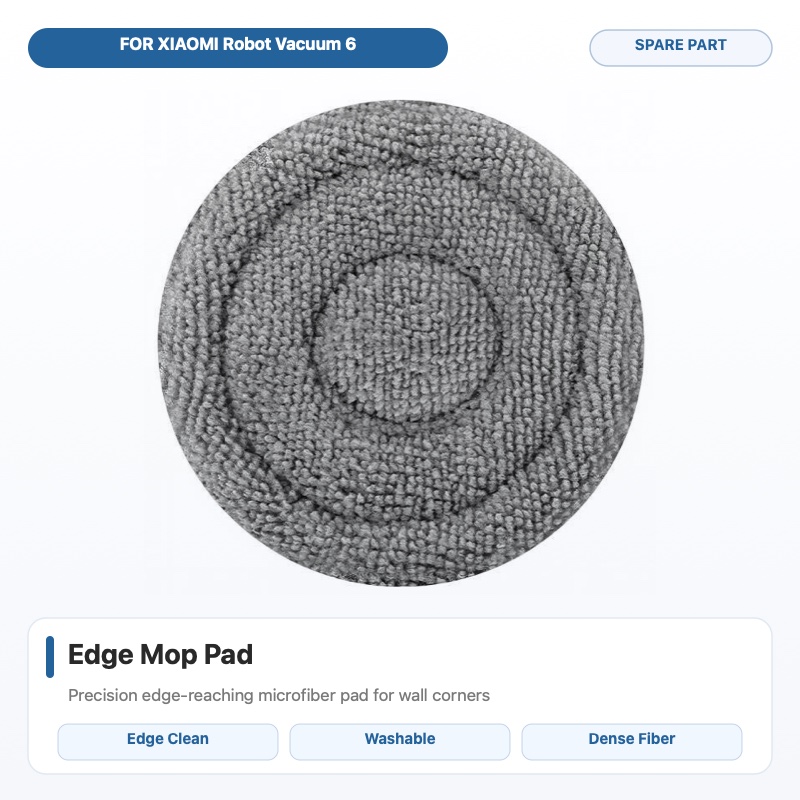 FOR XIAOMI Robot Vacuum 6
SPARE PART
Edge Mop Pad
Precision edge-reaching microfiber pad for wall corners
Edge Clean
Washable
Dense Fiber